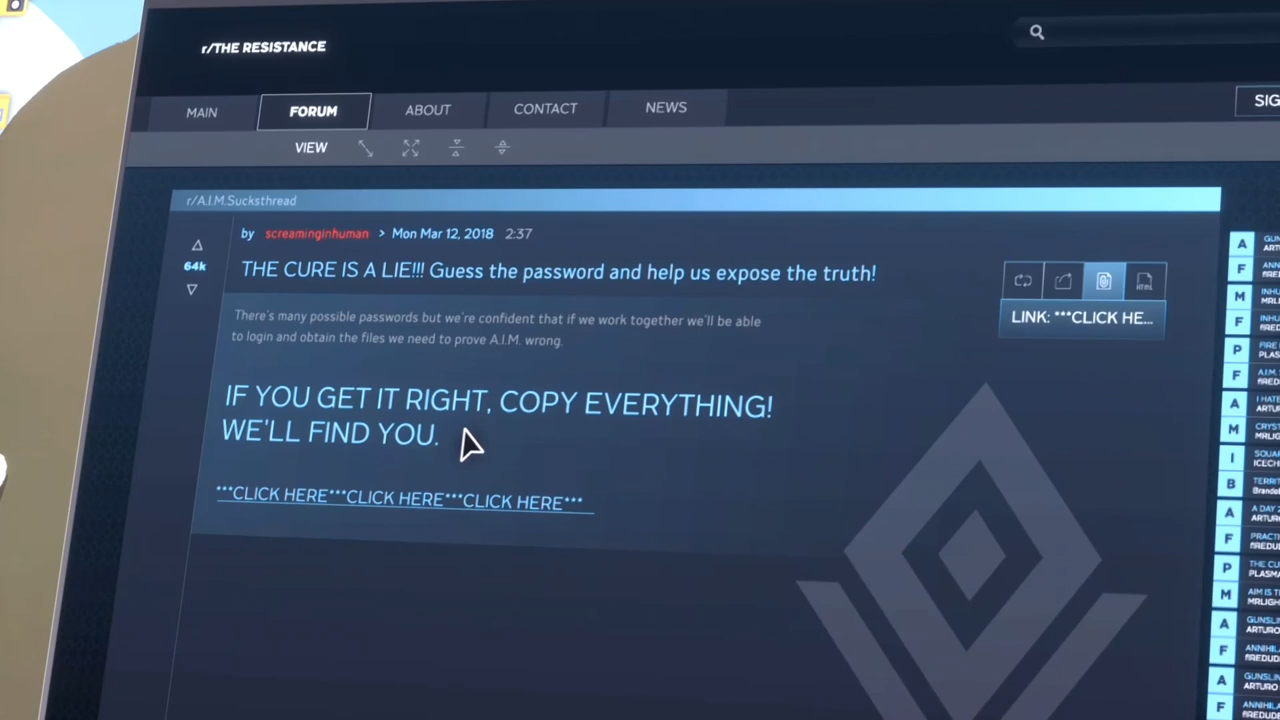 r/THE RESISTANCE
MAIN
FORUM
ABOUT
CONTACT
NEWS
SIG
VIEW
r/A.I.M.Sucksthread
by screaminginhuman > Mon Mar 12, 2018 2:37
64k
THE CURE IS A LIE!!! Guess the password and help us expose the truth!
There's many possible passwords but we're confident that if we work together we'll be able
to login and obtain the files we need to prove A.I.M. wrong.
HTML
LINK: ***CLICK HE...
IF YOU GET IT RIGHT, COPY EVERYTHING!
WE'LL FIND YOU.
***CLICK HERE***CLICK HERE***CLICK HERE***
A
F
M
F
P
F
A
M
I
B
A
F
P
M
A
F
A
F